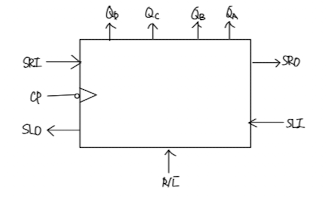 QD QC QB QA
SRI
SRO
CP
SLO
SLI
R/L̅